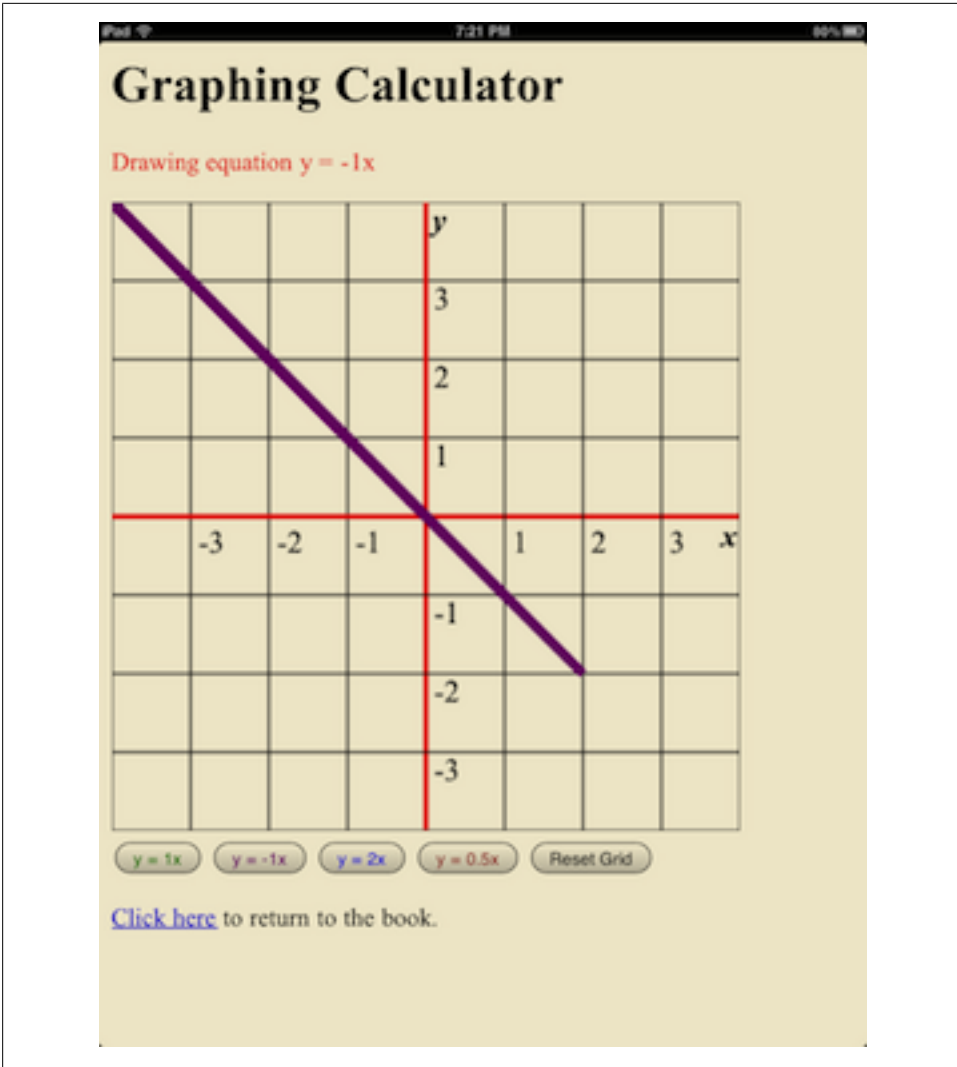 iPad 7:21 PM 80%
Graphing Calculator
Drawing equation y = -1x
y
3
2
1
-3 -2 -1 1 2 3 x
-1
-2
-3
y = 1x y = -1x y = 2x y = 0.5x Reset Grid
Click here to return to the book.